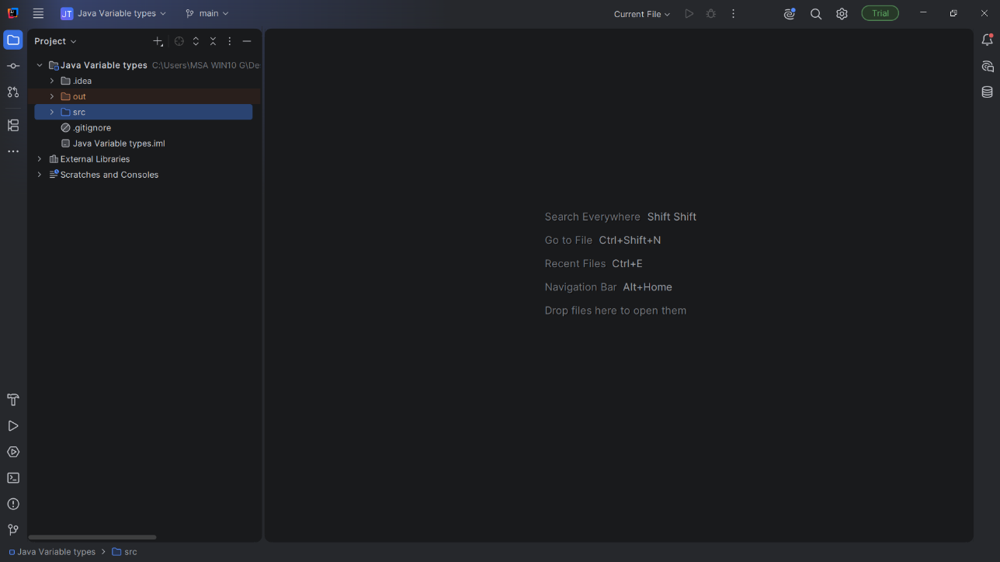 JT Java Variable types main Current File Trial
Project
Java Variable types C:\Users\MSA WIN10 G\De
.idea
out
src
.gitignore
Java Variable types.iml
External Libraries
Scratches and Consoles
Search Everywhere Shift Shift
Go to File Ctrl+Shift+N
Recent Files Ctrl+E
Navigation Bar Alt+Home
Drop files here to open them
Java Variable types src